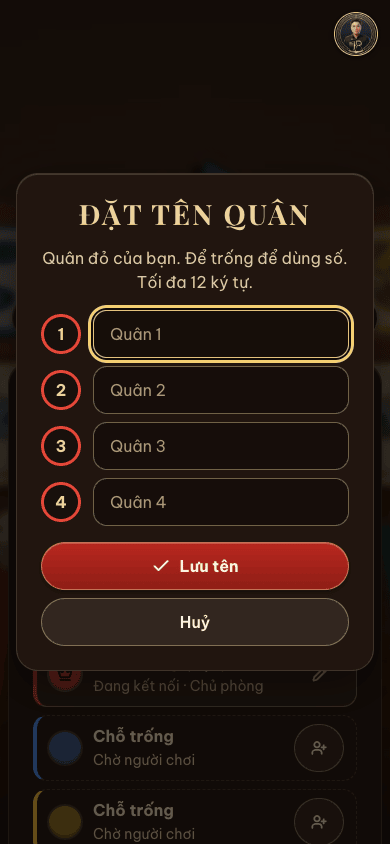 ĐẶT TÊN QUÂN
Quân đỏ của bạn. Để trống để dùng số.
Tối đa 12 ký tự.
1 Quân 1
2 Quân 2
3 Quân 3
4 Quân 4
Lưu tên
Huỷ
Đang kết nối · Chủ phòng
Chỗ trống
Chờ người chơi
Chỗ trống
Chờ người chơi